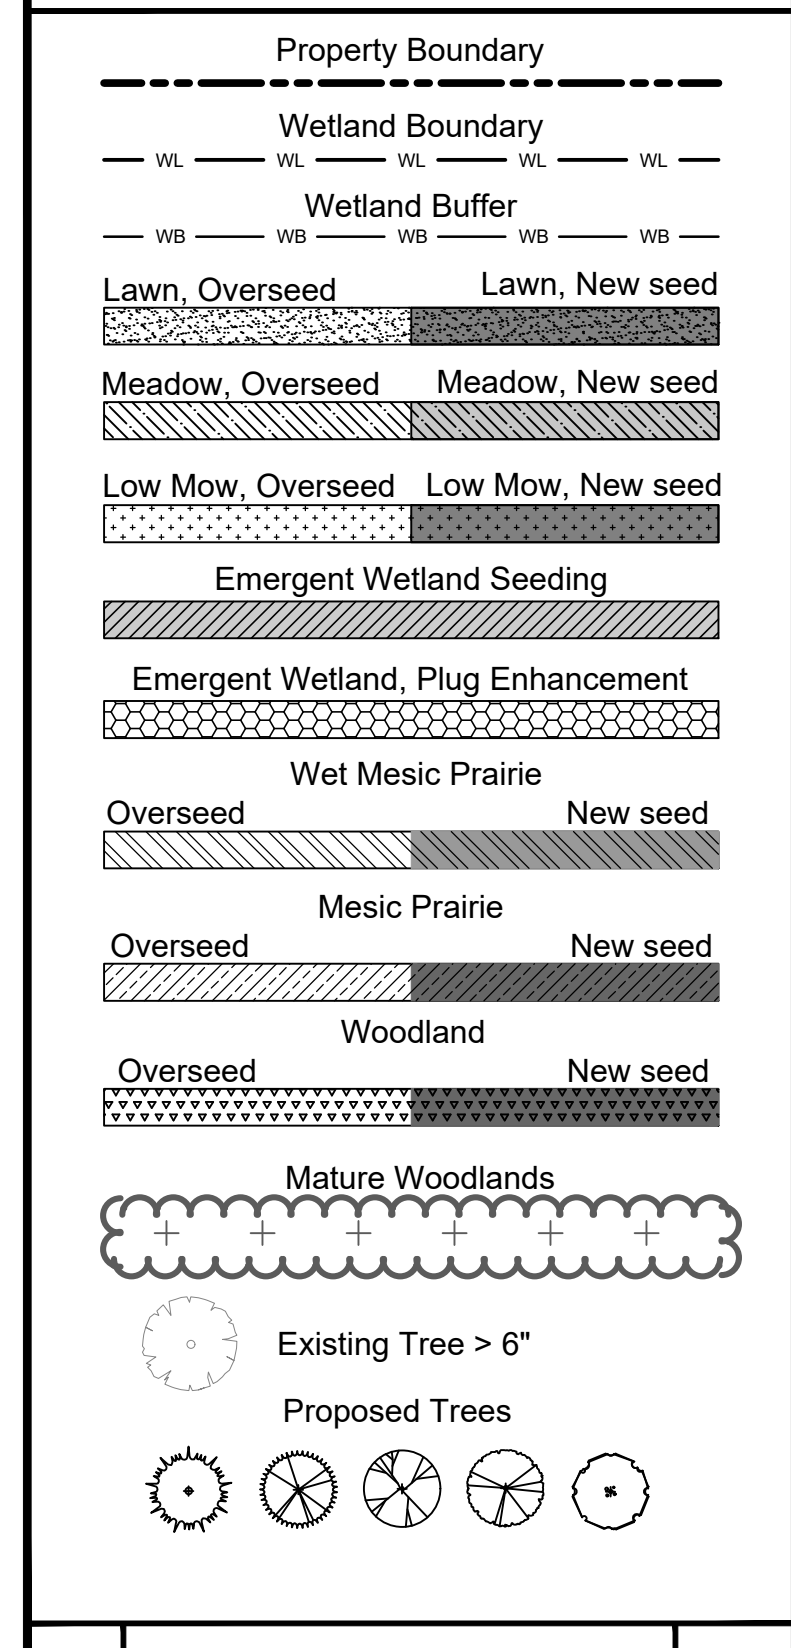 Property Boundary
Wetland Boundary
WL WL WL WL WL
Wetland Buffer
WB WB WB WB WB
Lawn, Overseed Lawn, New seed
Meadow, Overseed Meadow, New seed
Low Mow, Overseed Low Mow, New seed
Emergent Wetland Seeding
Emergent Wetland, Plug Enhancement
Wet Mesic Prairie
Overseed New seed
Mesic Prairie
Overseed New seed
Woodland
Overseed New seed
Mature Woodlands
Existing Tree > 6"
Proposed Trees